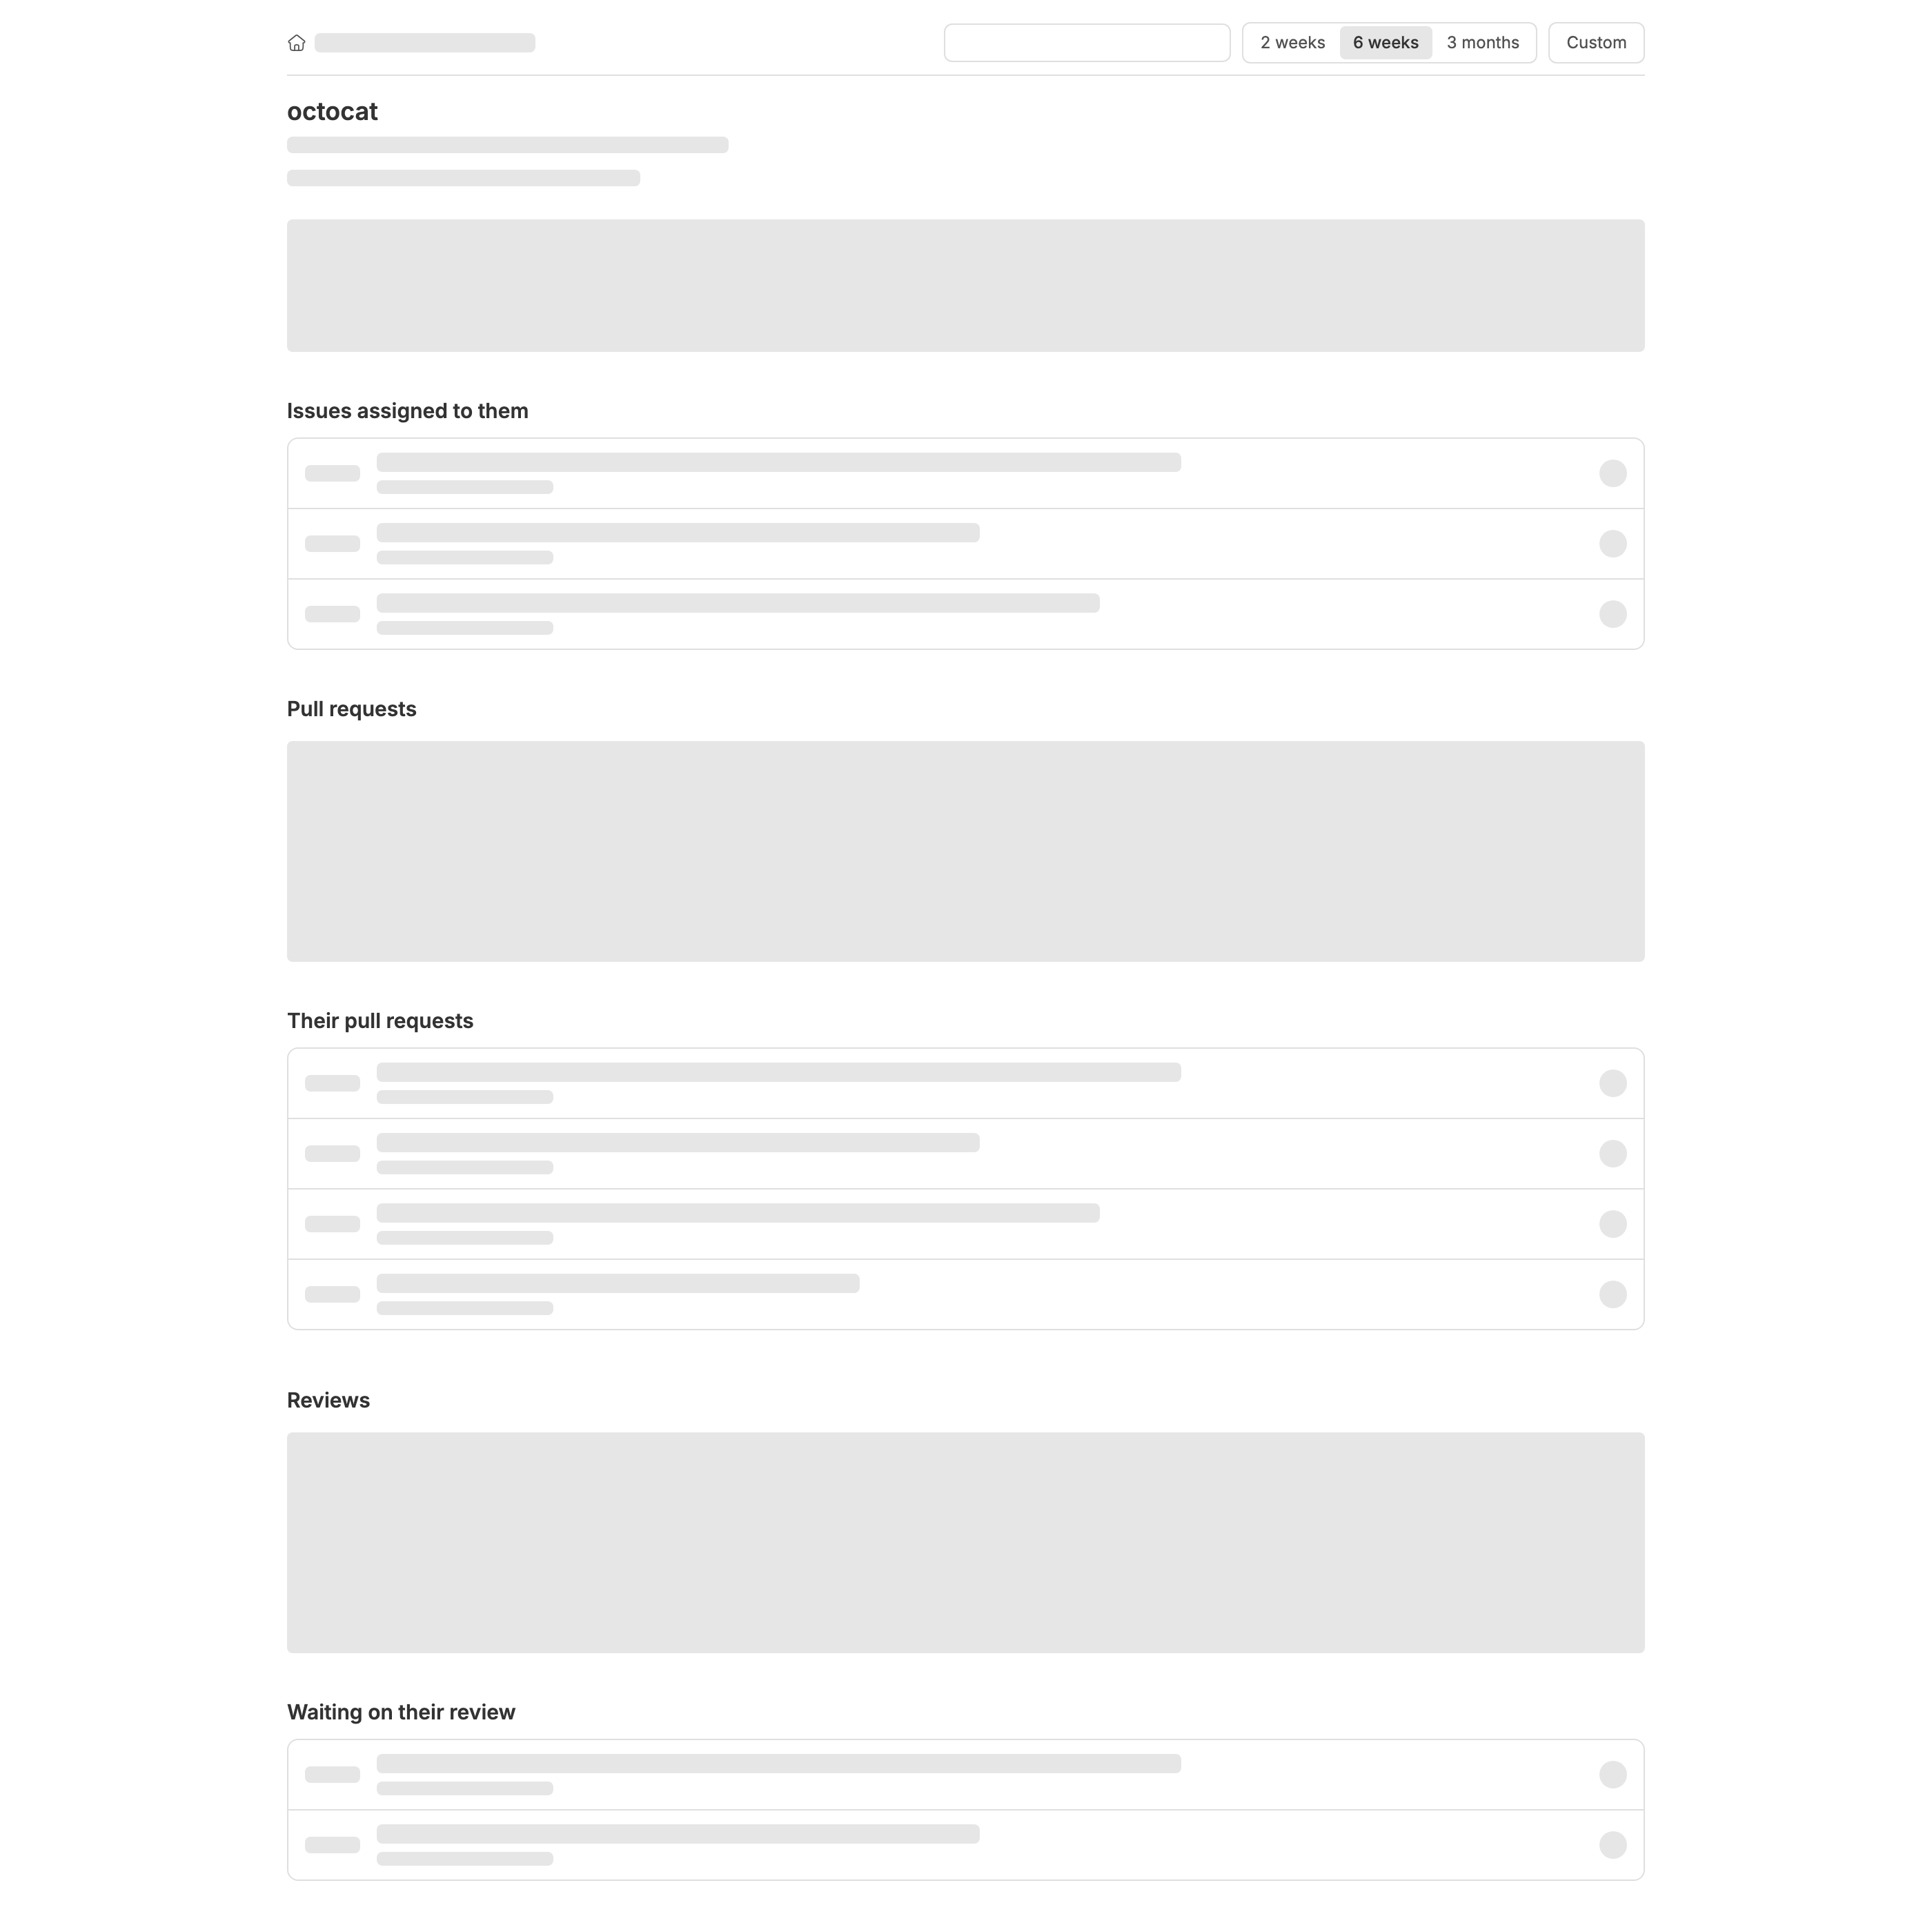 2 weeks 6 weeks 3 months Custom
octocat
Issues assigned to them
Pull requests
Their pull requests
Reviews
Waiting on their review